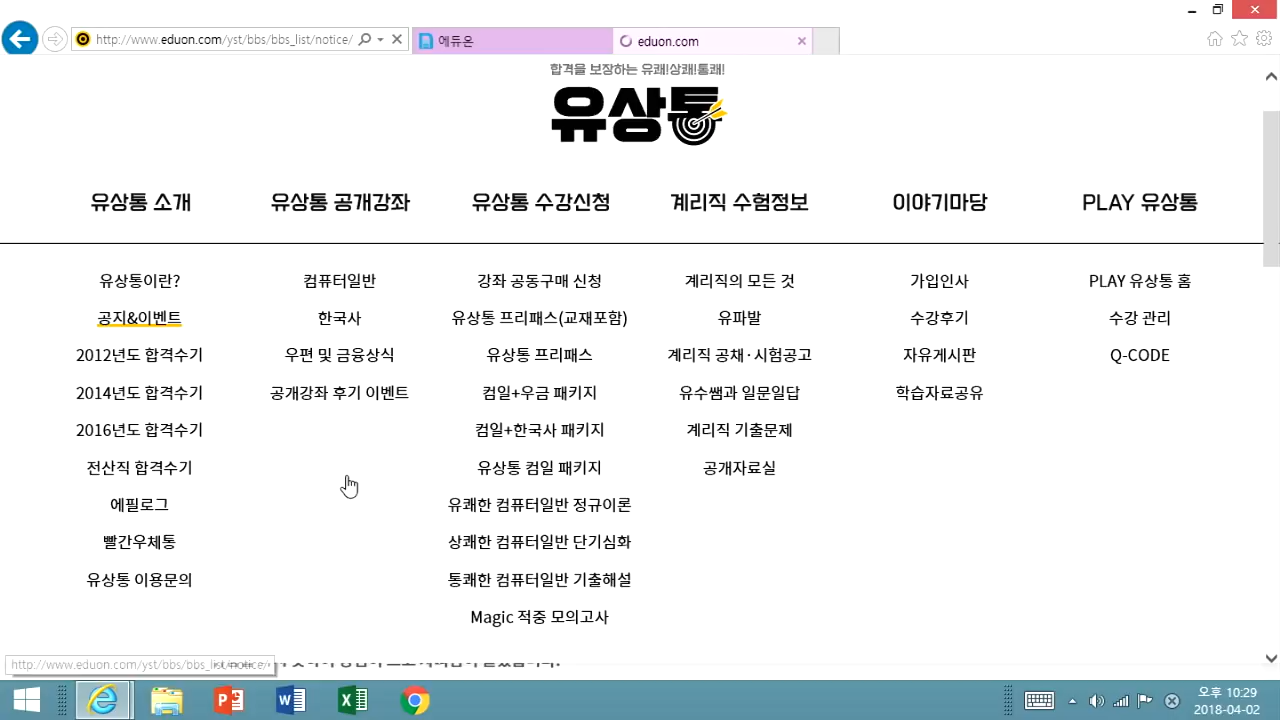 http://www.eduon.com/yst/bbs/bbs_list/notice/
에듀온
eduon.com
합격을 보장하는 유쾌!상쾌!통쾌!
유상통
유상통 소개 유상통 공개강좌 유상통 수강신청 계리직 수험정보 이야기마당 PLAY 유상통
유상통이란? 컴퓨터일반 강좌 공동구매 신청 계리직의 모든 것 가입인사 PLAY 유상통 홈
공지&이벤트 한국사 유상통 프리패스(교재포함) 유파발 수강후기 수강 관리
2012년도 합격수기 우편 및 금융상식 유상통 프리패스 계리직 공채·시험공고 자유게시판 Q-CODE
2014년도 합격수기 공개강좌 후기 이벤트 컴일+우금 패키지 유수쌤과 일문일답 학습자료공유
2016년도 합격수기 컴일+한국사 패키지 계리직 기출문제
전산직 합격수기 유상통 컴일 패키지 공개자료실
에필로그 유쾌한 컴퓨터일반 정규이론
빨간우체통 상쾌한 컴퓨터일반 단기심화
유상통 이용문의 통쾌한 컴퓨터일반 기출해설
Magic 적중 모의고사
http://www.eduon.com/yst/bbs/bbs_list/notice/
오후 10:29
2018-04-02